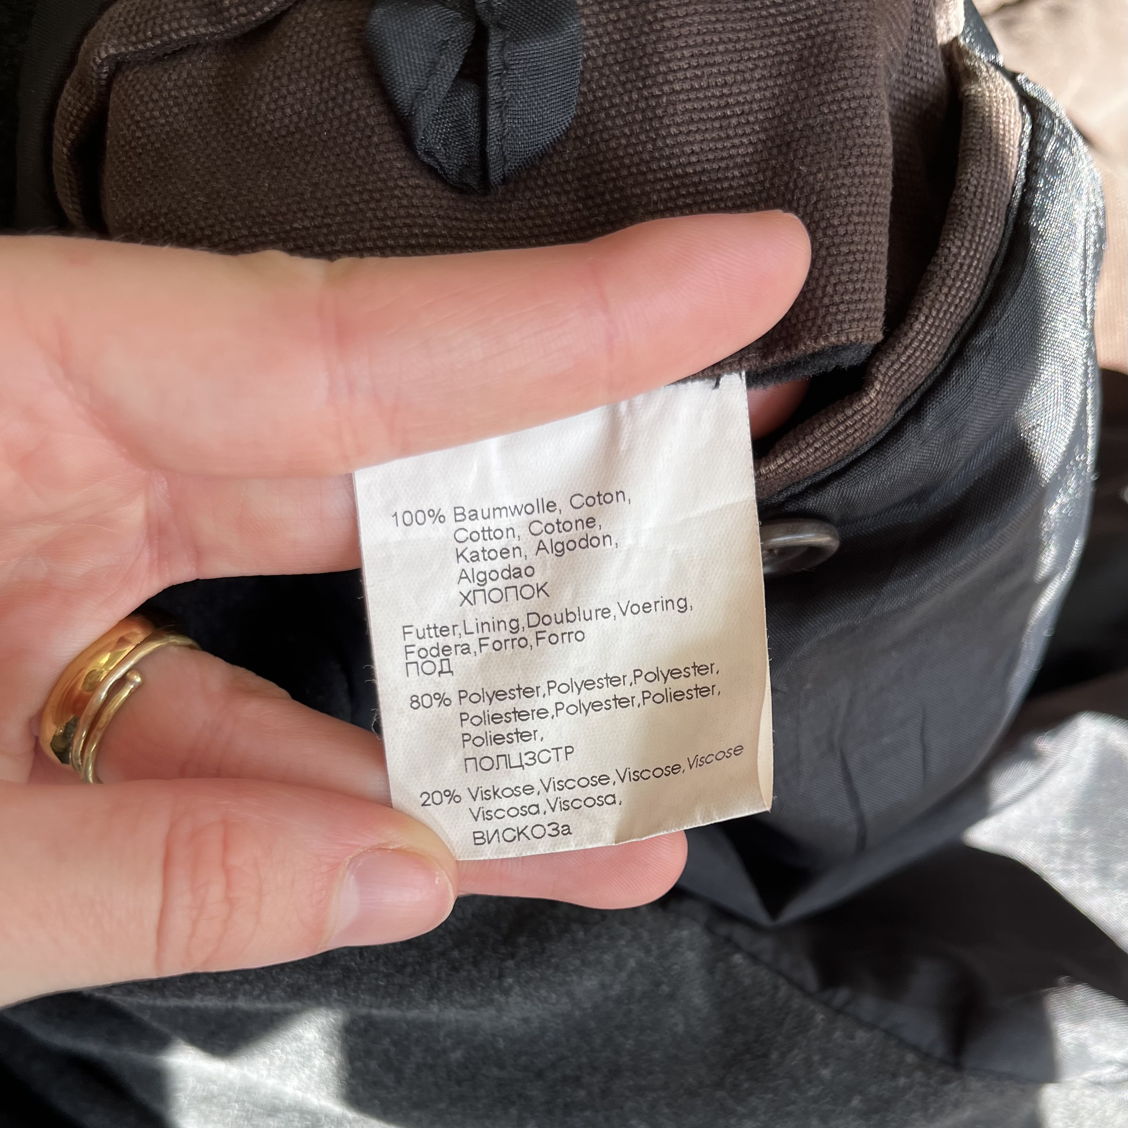 100% Baumwolle, Coton,
Cotton, Cotone,
Katoen, Algodon,
Algodao
ХПОПОК
Futter,Lining,Doublure,Voering,
Fodera,Forro,Forro
ПОД
80% Polyester,Polyester,Polyester,
Poliestere,Polyester,Poliester,
Poliester,
ПОЛЦЗСТР
20% Viskose,Viscose,Viscose,Viscose
Viscosa,Viscosa,
ВИСКОЗа